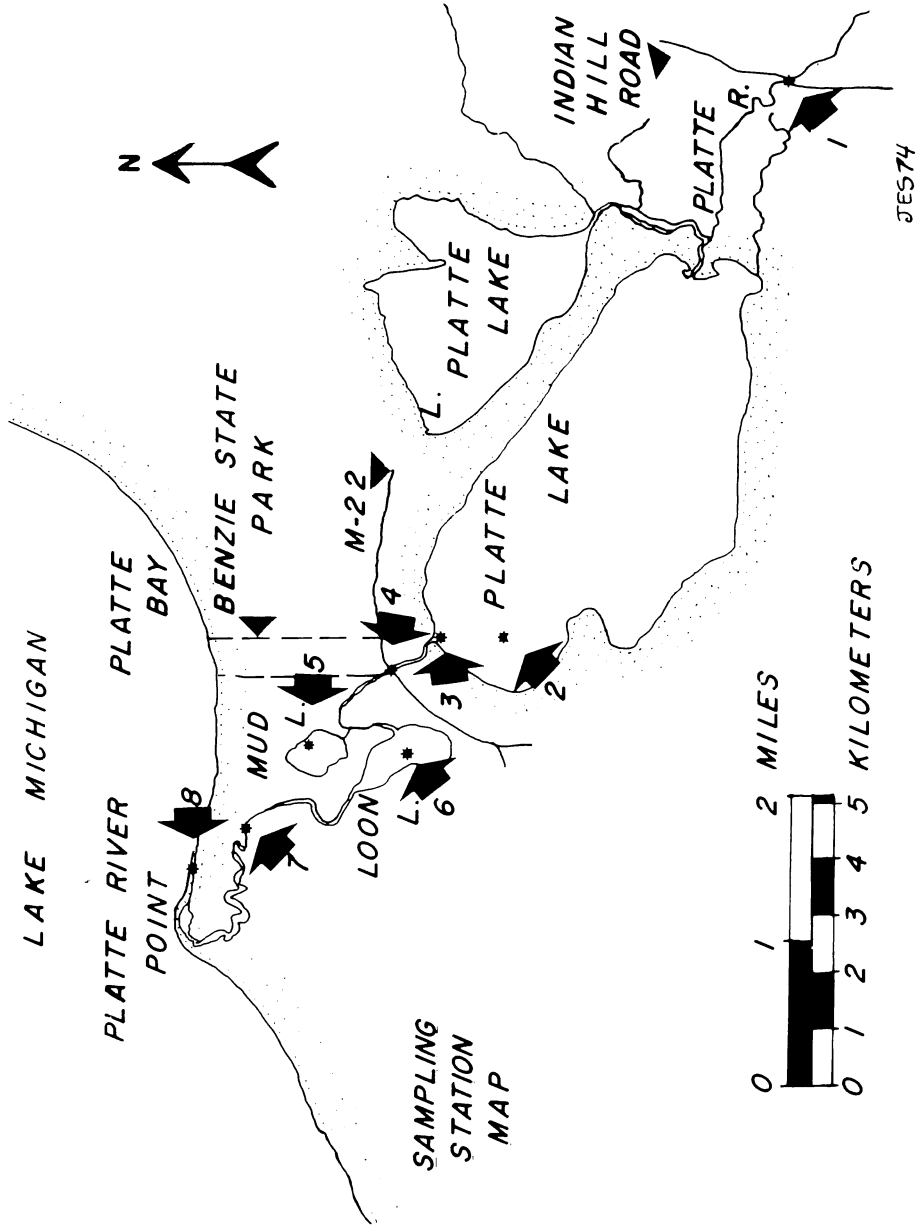 LAKE MICHIGAN
PLATTE RIVER
POINT
PLATTE
BAY
BENZIE STATE
PARK
N
8
MUD
L.
5
M-22
4
L. PLATTE
LAKE
INDIAN
HILL
ROAD
7
LOON
L.
6
3
2
PLATTE
LAKE
PLATTE
R.
1
SAMPLING
STATION
MAP
0 1 2 MILES
0 1 2 3 4 5 KILOMETERS
JES74